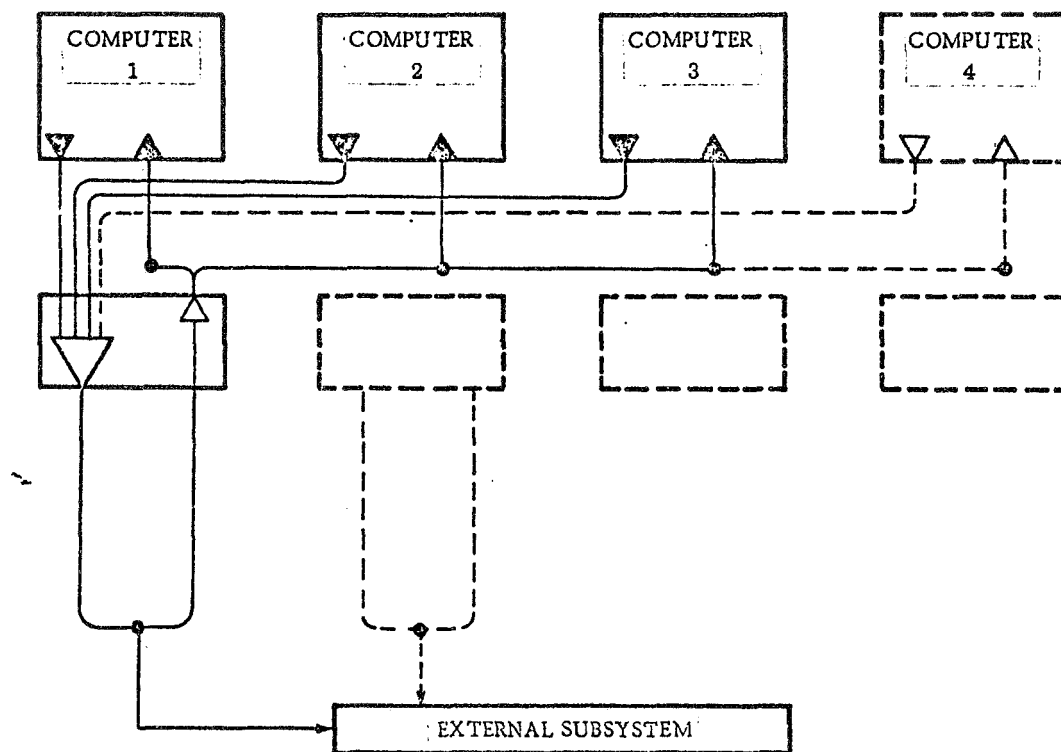 COMPUTER
1
COMPUTER
2
COMPUTER
3
COMPUTER
4
EXTERNAL SUBSYSTEM